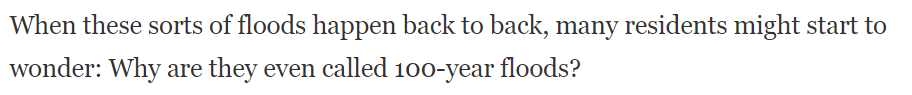 When these sorts of floods happen back to back, many residents might start to
wonder: Why are they even called 100-year floods?